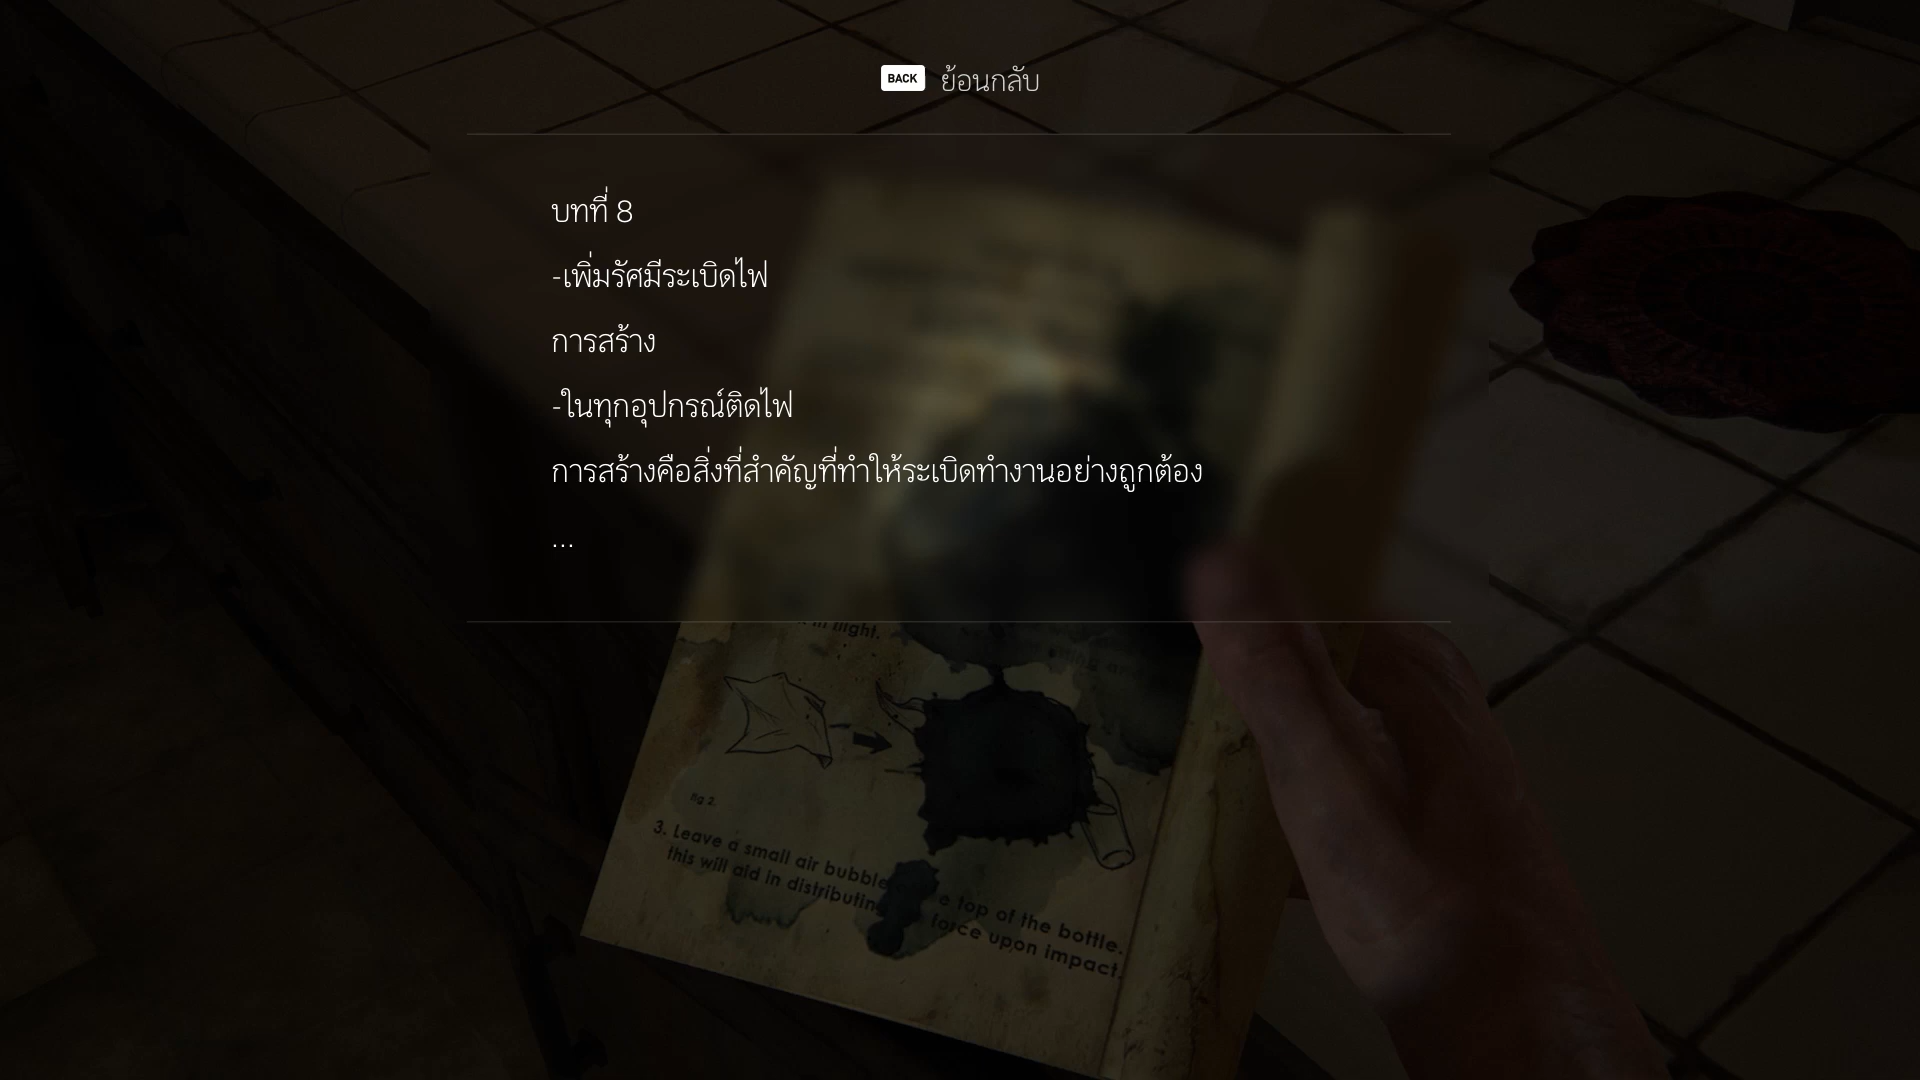 BACK ย้อนกลับ
บทที่ 8
-เพิ่มรัศมีระเบิดไฟ
การสร้าง
-ในทุกอุปกรณ์ติดไฟ
การสร้างคือสิ่งที่สำคัญที่ทำให้ระเบิดทำงานอย่างถูกต้อง
...
flight.
fig 2.
3. Leave a small air bubble e top of the bottle.
this will aid in distributing force upon impact.